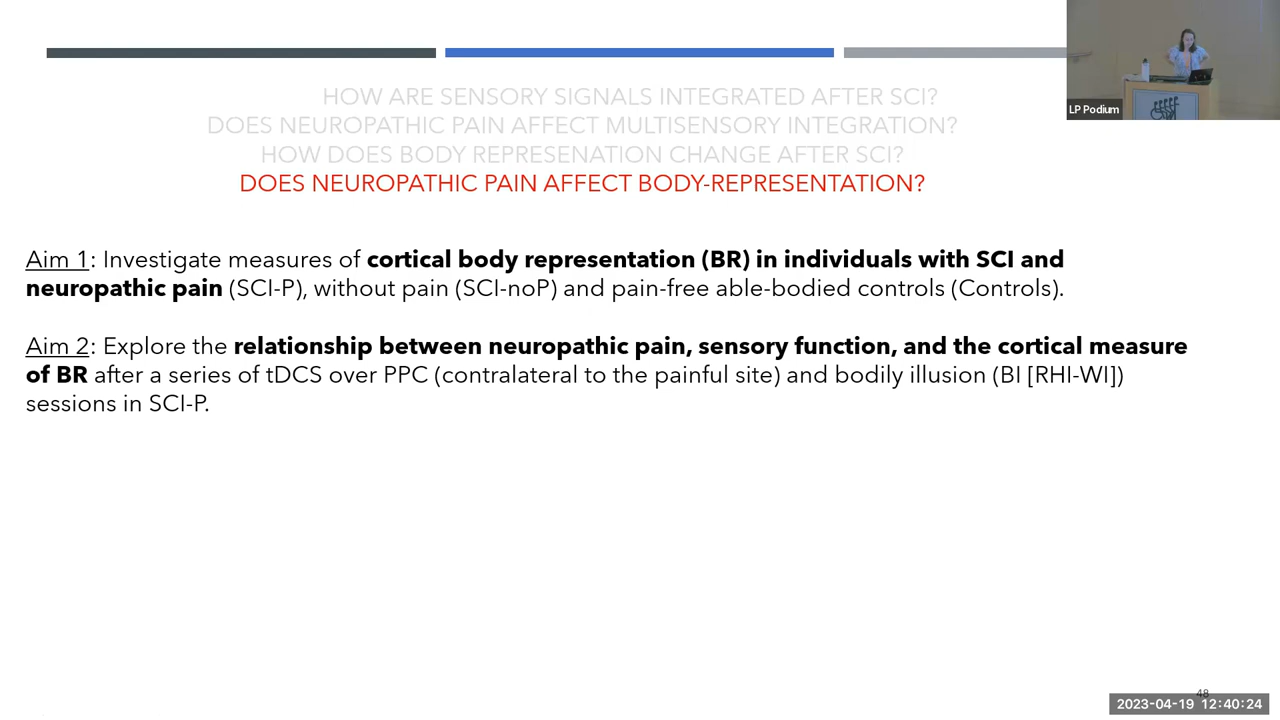 LP Podium
HOW ARE SENSORY SIGNALS INTEGRATED AFTER SCI?
DOES NEUROPATHIC PAIN AFFECT MULTISENSORY INTEGRATION?
HOW DOES BODY REPRESENATION CHANGE AFTER SCI?
DOES NEUROPATHIC PAIN AFFECT BODY-REPRESENTATION?
Aim 1: Investigate measures of cortical body representation (BR) in individuals with SCI and
neuropathic pain (SCI-P), without pain (SCI-noP) and pain-free able-bodied controls (Controls).
Aim 2: Explore the relationship between neuropathic pain, sensory function, and the cortical measure
of BR after a series of tDCS over PPC (contralateral to the painful site) and bodily illusion (BI [RHI-WI])
sessions in SCI-P.
48
2023-04-19 12:40:24